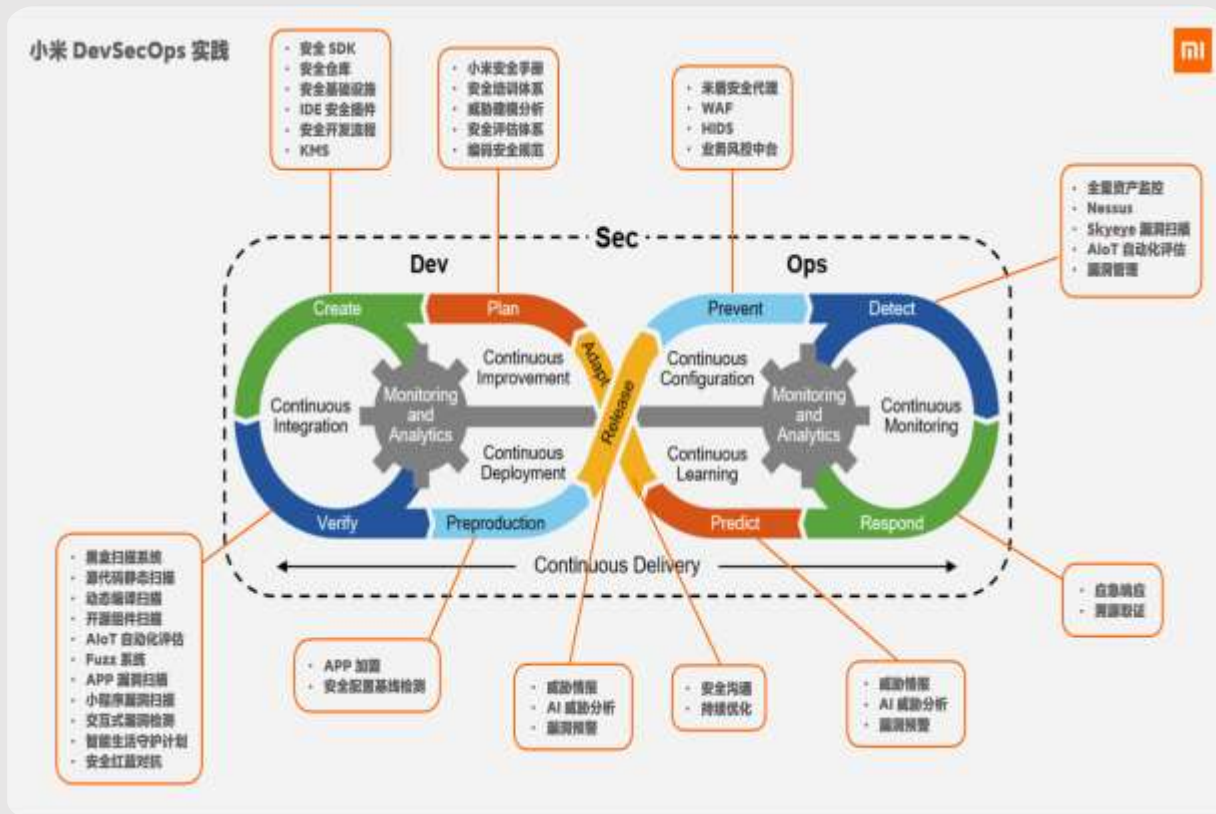 小米 DevSecOps 实践
mi
· 安全 SDK
· 安全仓库
· 安全基础设施
· IDE 安全插件
· 安全开发流程
· KMS
· 小米安全手册
· 安全培训体系
· 威胁建模分析
· 安全评估体系
· 编码安全规范
· 米盾安全代理
· WAF
· HIDS
· 业务风控中台
· 全量资产监控
· Nessus
· Skyeye 漏洞扫描
· AIoT 自动化评估
· 漏洞管理
Sec
Dev
Ops
Create
Plan
Prevent
Detect
Adapt
Release
Continuous
Improvement
Continuous
Configuration
Monitoring
and
Analytics
Monitoring
and
Analytics
Continuous
Integration
Continuous
Monitoring
Continuous
Deployment
Continuous
Learning
Verify
Preproduction
Predict
Respond
Continuous Delivery
· 黑盒扫描系统
· 源代码静态扫描
· 动态编译扫描
· 开源组件扫描
· AIoT 自动化评估
· Fuzz 系统
· APP 漏洞扫描
· 小程序漏洞扫描
· 交互式漏洞检测
· 智能生活守护计划
· 安全红蓝对抗
· APP 加固
· 安全配置基线检测
· 威胁情报
· AI 威胁分析
· 漏洞预警
· 安全沟通
· 持续优化
· 威胁情报
· AI 威胁分析
· 漏洞预警
· 应急响应
· 溯源取证